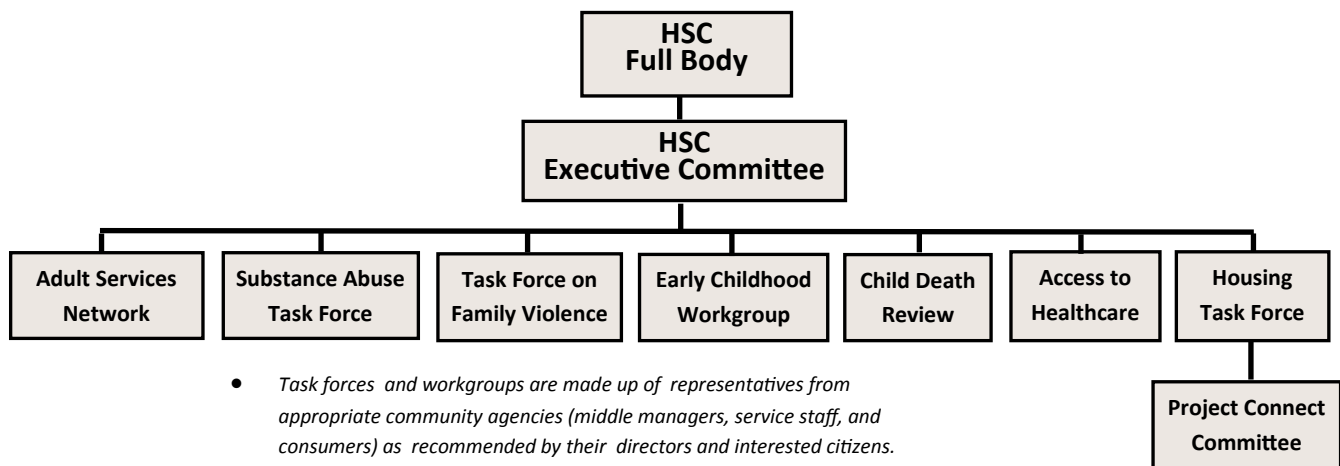 HSC
Full Body
HSC
Executive Committee
Adult Services
Network
Substance Abuse
Task Force
Task Force on
Family Violence
Early Childhood
Workgroup
Child Death
Review
Access to
Healthcare
Housing
Task Force
Project Connect
Committee
• Task forces and workgroups are made up of representatives from
appropriate community agencies (middle managers, service staff, and
consumers) as recommended by their directors and interested citizens.